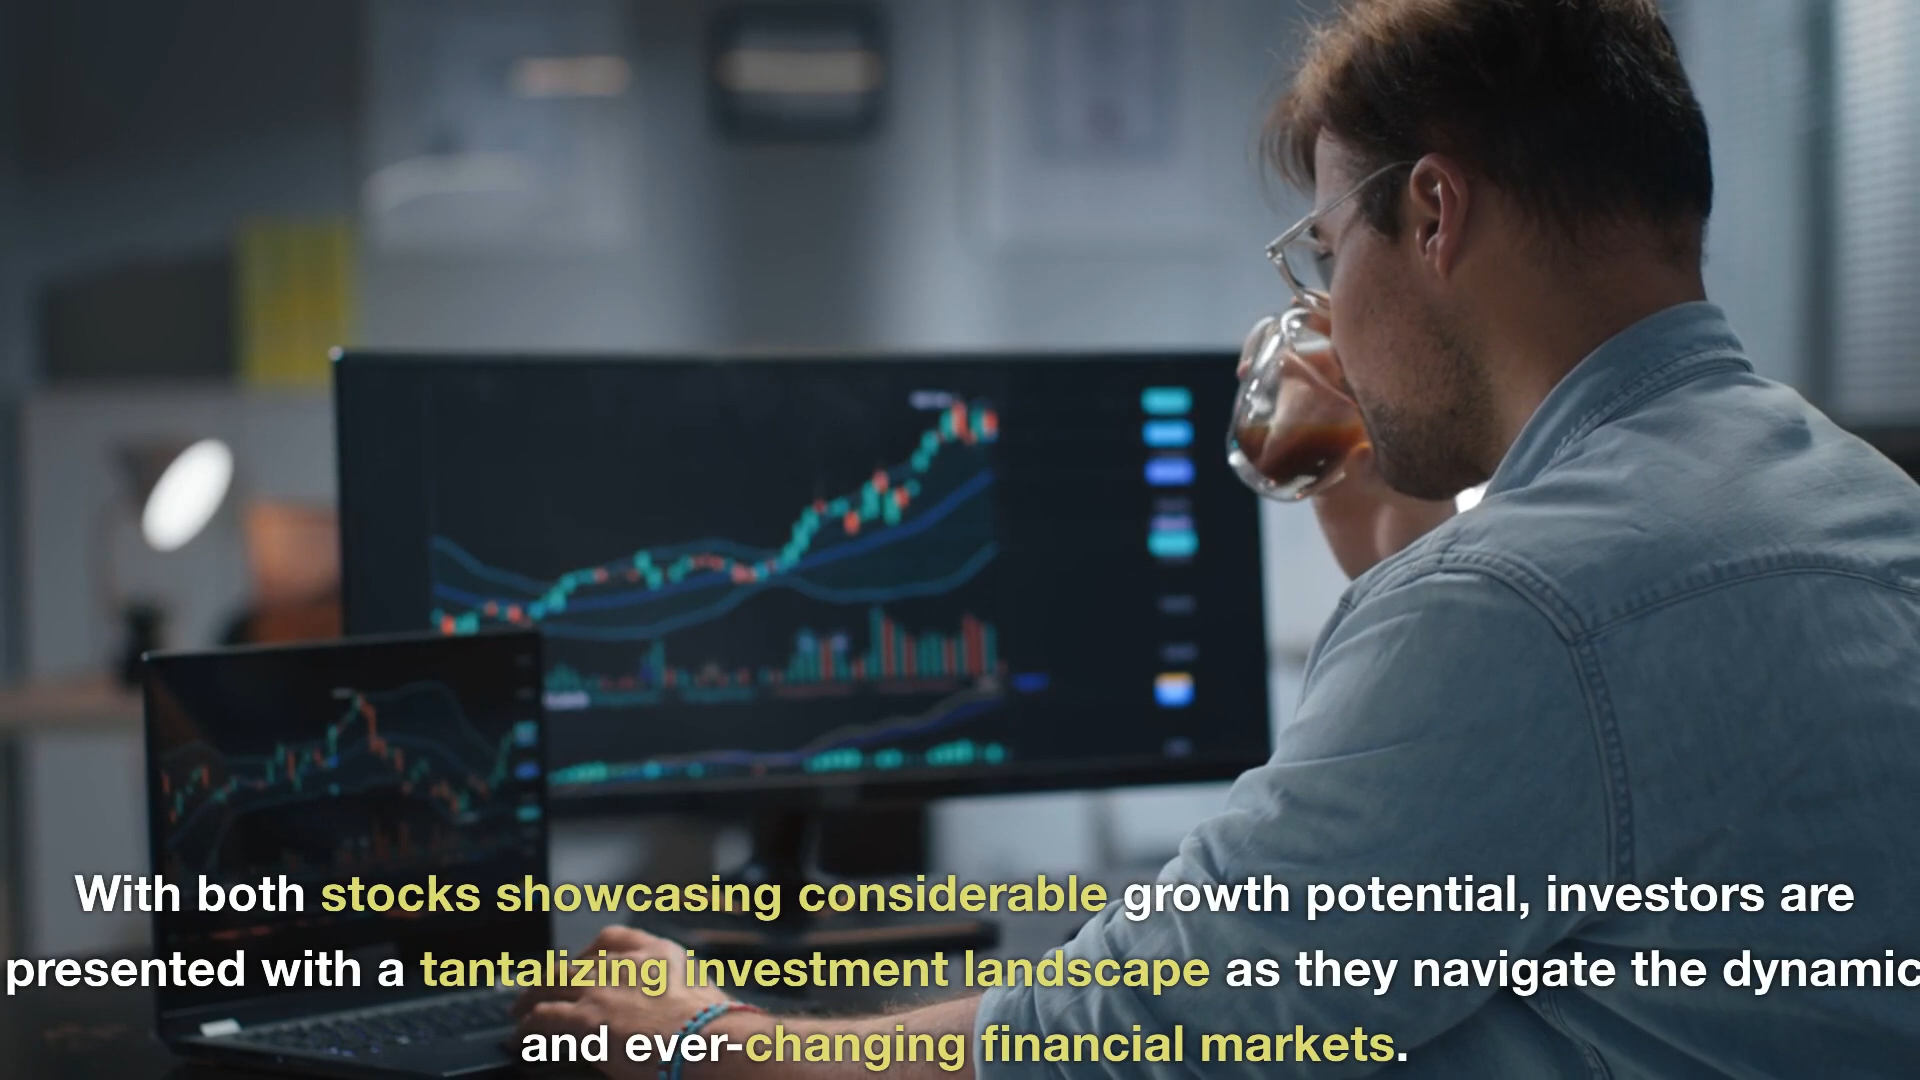 With both stocks showcasing considerable growth potential, investors are
presented with a tantalizing investment landscape as they navigate the dynamic
and ever-changing financial markets.